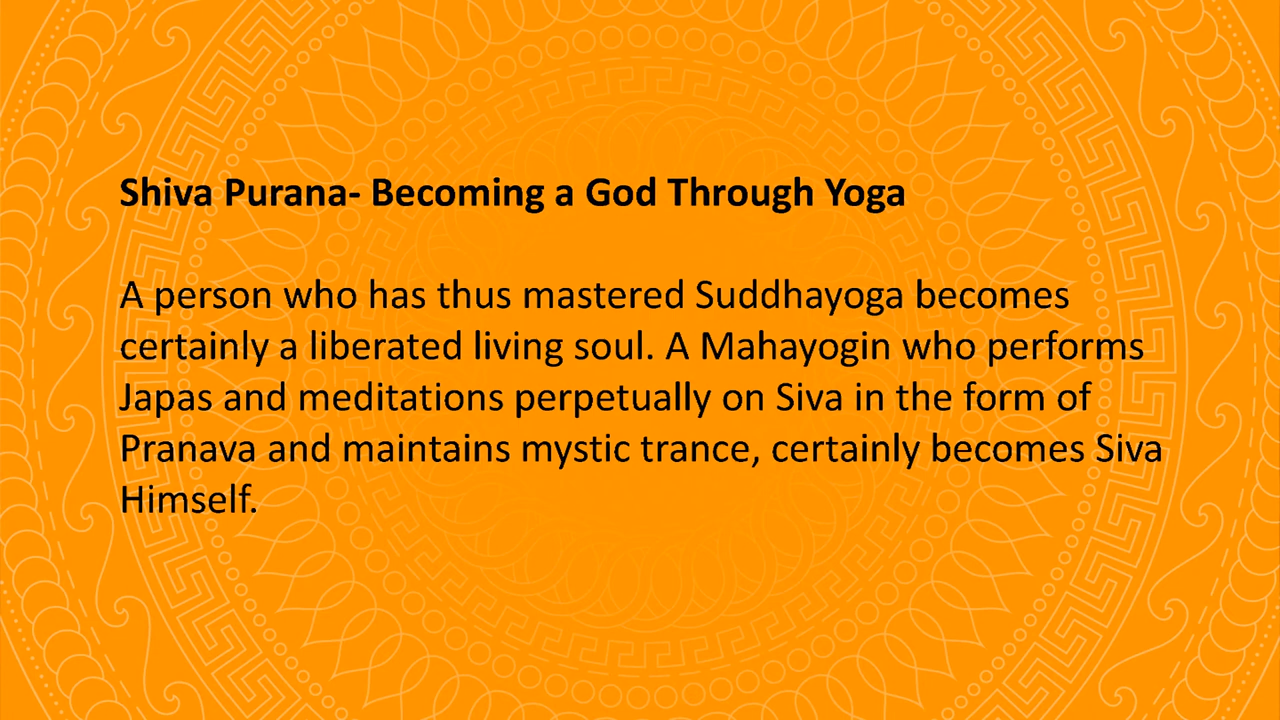 Shiva Purana- Becoming a God Through Yoga
A person who has thus mastered Suddhayoga becomes
certainly a liberated living soul. A Mahayogin who performs
Japas and meditations perpetually on Siva in the form of
Pranava and maintains mystic trance, certainly becomes Siva
Himself.